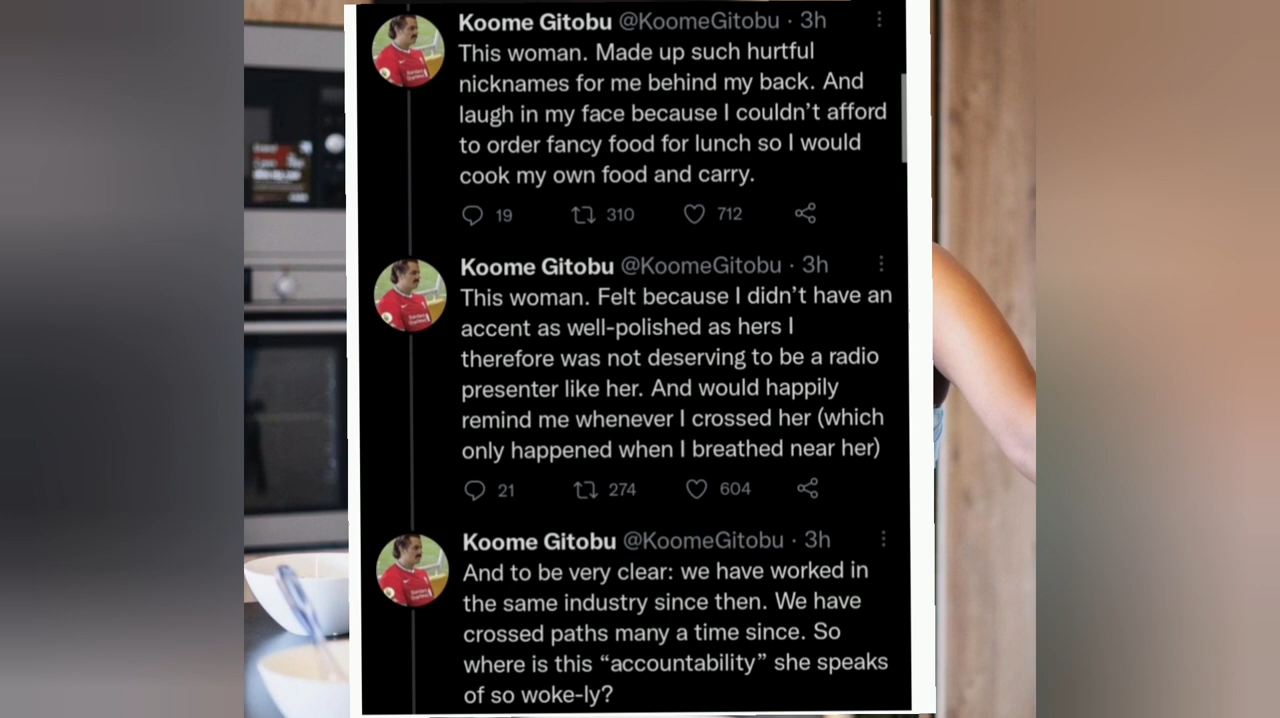 Koome Gitobu @KoomeGitobu · 3h
This woman. Made up such hurtful
nicknames for me behind my back. And
laugh in my face because I couldn't afford
to order fancy food for lunch so I would
cook my own food and carry.
19 310 712
Koome Gitobu @KoomeGitobu · 3h
This woman. Felt because I didn't have an
accent as well-polished as hers I
therefore was not deserving to be a radio
presenter like her. And would happily
remind me whenever I crossed her (which
only happened when I breathed near her)
21 274 604
Koome Gitobu @KoomeGitobu · 3h
And to be very clear: we have worked in
the same industry since then. We have
crossed paths many a time since. So
where is this “accountability” she speaks
of so woke-ly?